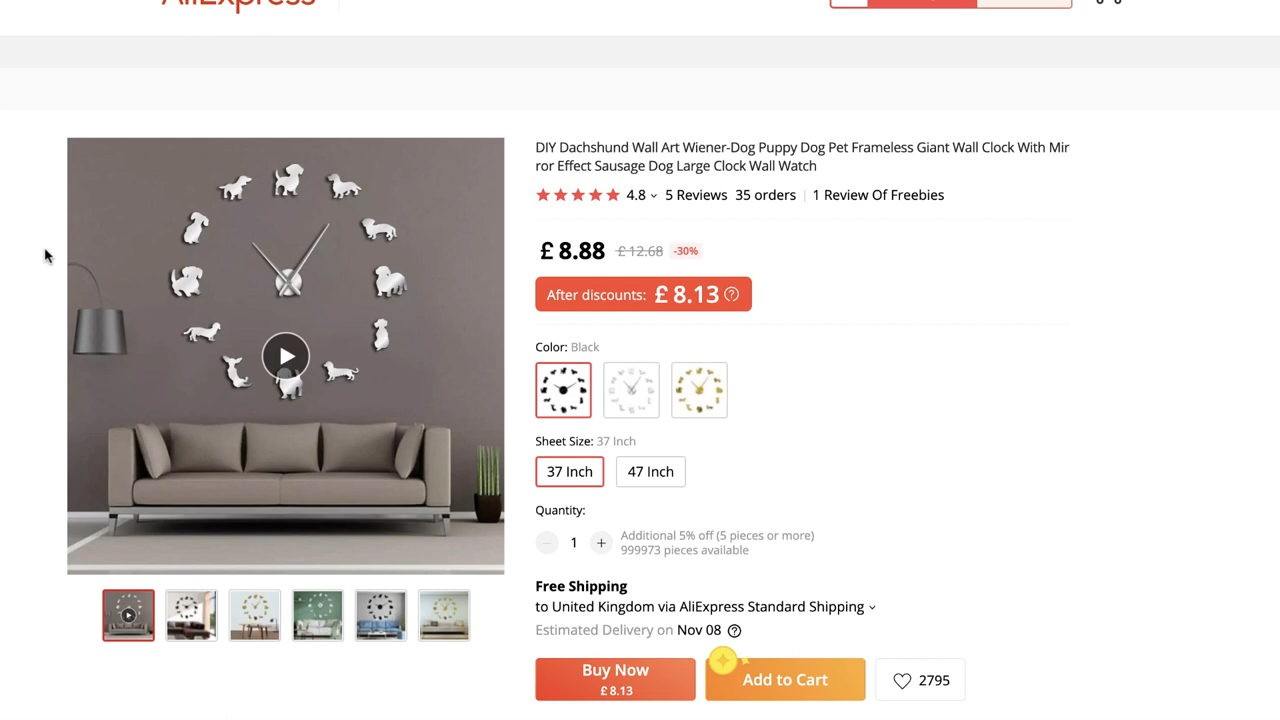 AliExpress
DIY Dachshund Wall Art Wiener-Dog Puppy Dog Pet Frameless Giant Wall Clock With Mir
ror Effect Sausage Dog Large Clock Wall Watch
4.8 5 Reviews 35 orders 1 Review Of Freebies
£ 8.88 £ 12.68 -30%
After discounts: £ 8.13 ?
Color: Black
Sheet Size: 37 Inch
37 Inch 47 Inch
Quantity:
1 + Additional 5% off (5 pieces or more)
999973 pieces available
Free Shipping
to United Kingdom via AliExpress Standard Shipping
Estimated Delivery on Nov 08 ?
Buy Now
£ 8.13
Add to Cart
2795